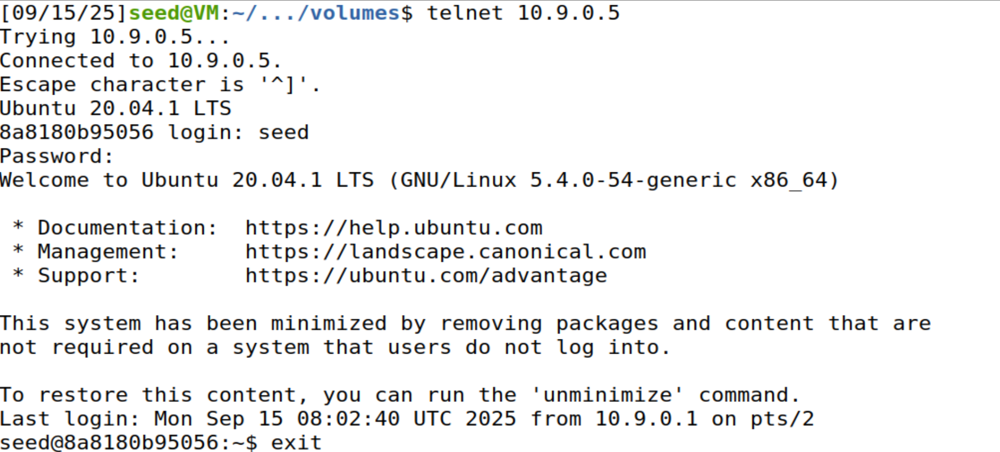 [09/15/25]seed@VM:~/.../volumes$ telnet 10.9.0.5
Trying 10.9.0.5...
Connected to 10.9.0.5.
Escape character is '^]'.
Ubuntu 20.04.1 LTS
8a8180b95056 login: seed
Password:
Welcome to Ubuntu 20.04.1 LTS (GNU/Linux 5.4.0-54-generic x86_64)

 * Documentation:  https://help.ubuntu.com
 * Management:     https://landscape.canonical.com
 * Support:        https://ubuntu.com/advantage

This system has been minimized by removing packages and content that are
not required on a system that users do not log into.

To restore this content, you can run the 'unminimize' command.
Last login: Mon Sep 15 08:02:40 UTC 2025 from 10.9.0.1 on pts/2
seed@8a8180b95056:~$ exit